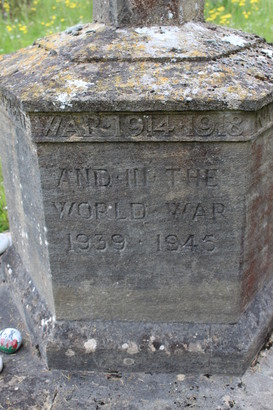 WAR · 1914 · 1918
AND · IN · THE
WORLD · WAR
1939 · 1945